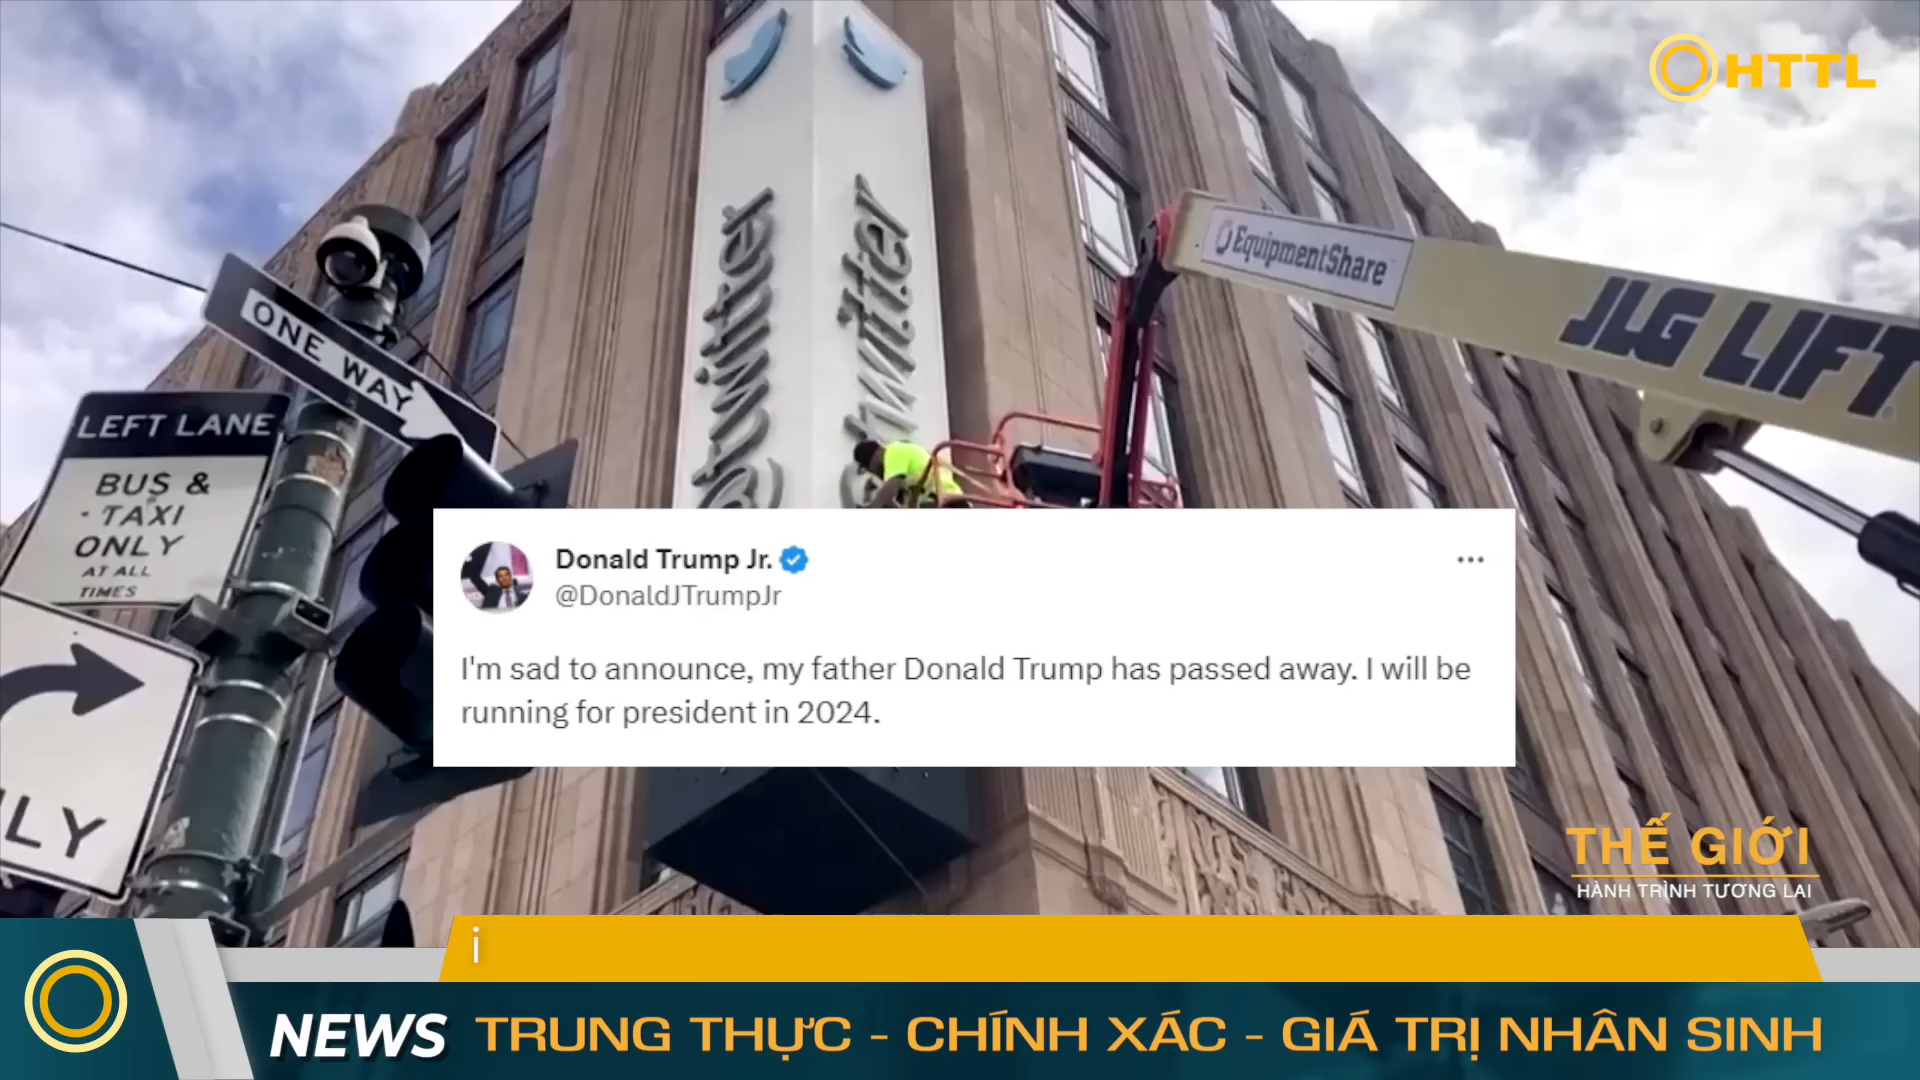 HTTL
@twitter
@twitter
EquipmentShare
JLG LIFT
ONE WAY
LEFT LANE
BUS &
TAXI
ONLY
AT ALL
TIMES
LY
Donald Trump Jr.
@DonaldJTrumpJr
I'm sad to announce, my father Donald Trump has passed away. I will be
running for president in 2024.
THẾ GIỚI
HÀNH TRÌNH TƯƠNG LAI
i
NEWS
TRUNG THỰC - CHÍNH XÁC - GIÁ TRỊ NHÂN SINH